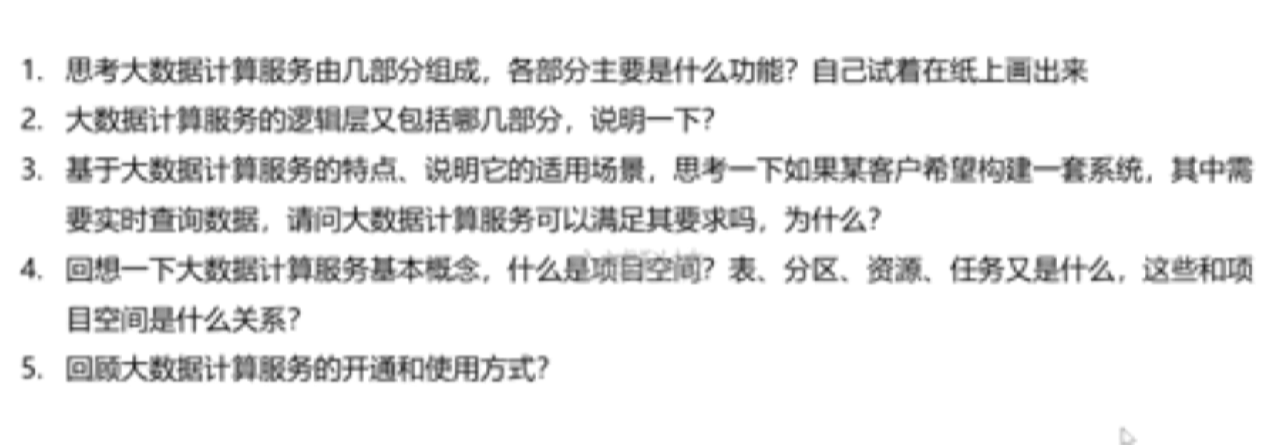 1. 思考大数据计算服务由几部分组成，各部分主要是什么功能？自己试着在纸上画出来
2. 大数据计算服务的逻辑层又包括哪几部分，说明一下？
3. 基于大数据计算服务的特点、说明它的适用场景，思考一下如果某客户希望构建一套系统，其中需
要实时查询数据，请问大数据计算服务可以满足其要求吗，为什么？
4. 回想一下大数据计算服务基本概念，什么是项目空间？表、分区、资源、任务又是什么，这些和项
目空间是什么关系？
5. 回顾大数据计算服务的开通和使用方式？